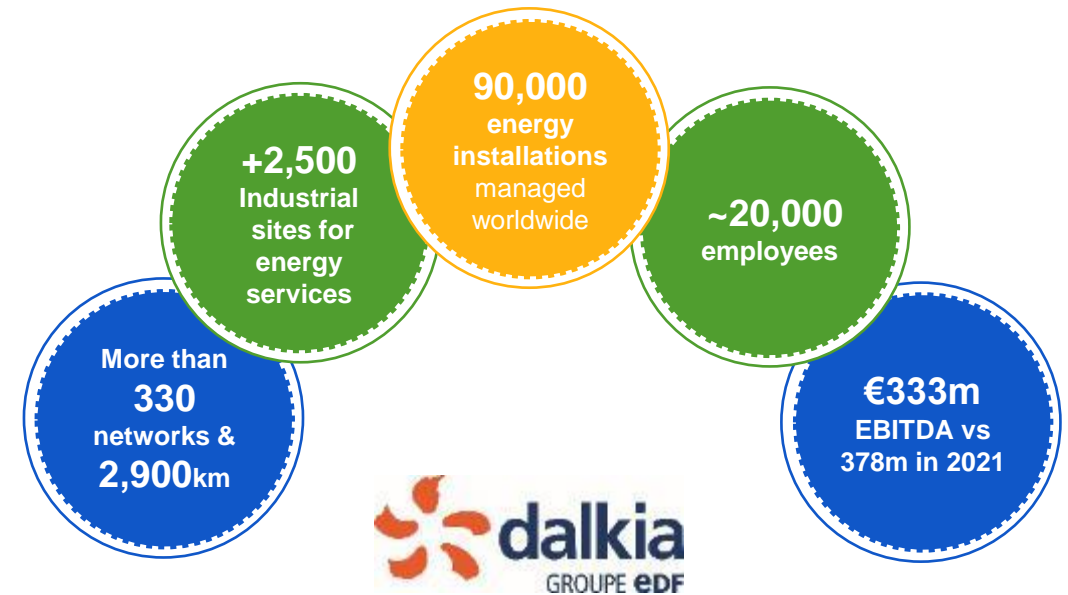 More than
330
networks &
2,900km
+2,500
Industrial
sites for
energy
services
90,000
energy
installations
managed
worldwide
~20,000
employees
€333m
EBITDA vs
378m in 2021
dalkia
GROUPE eDF